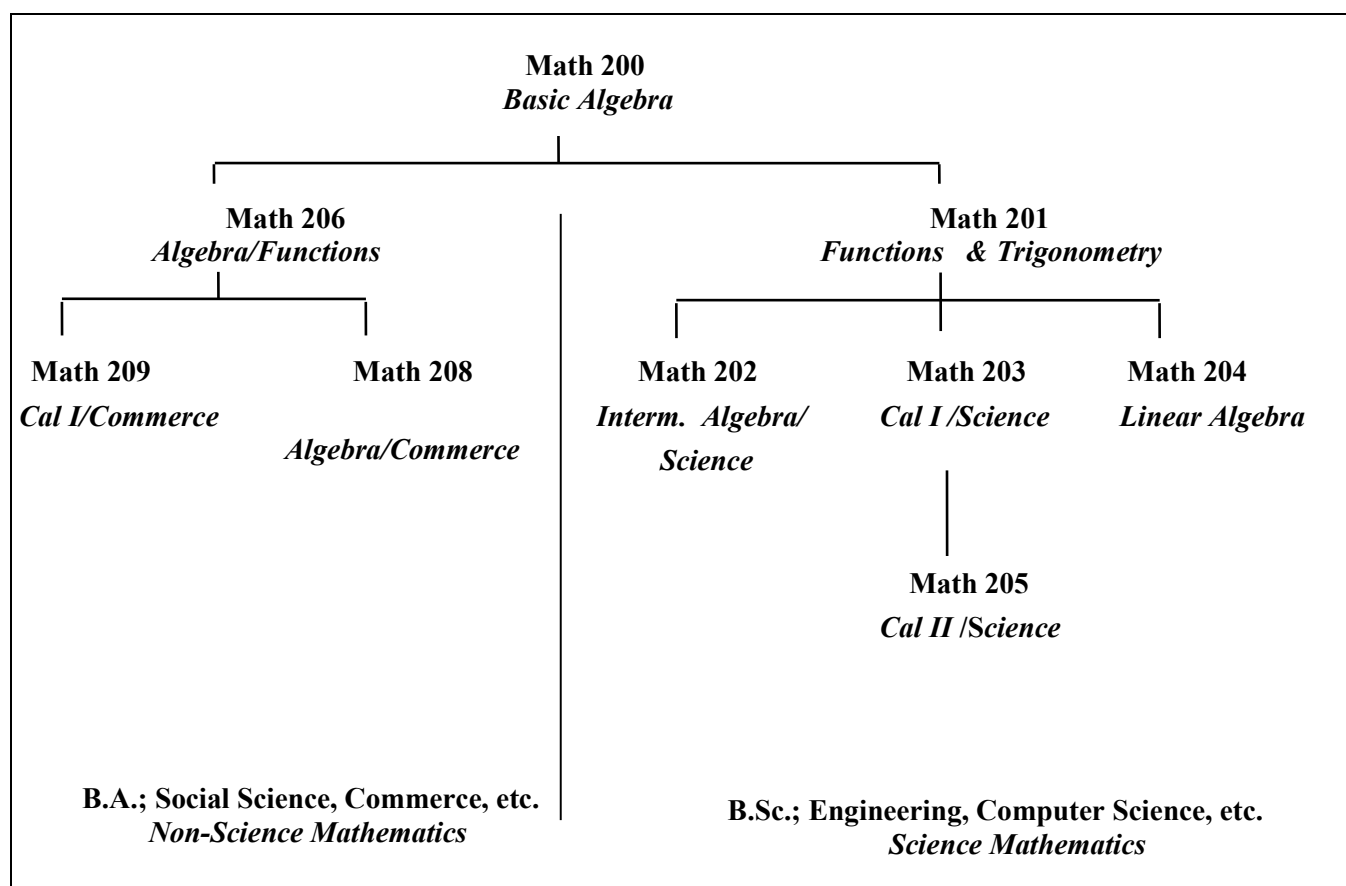 Math 200
Basic Algebra
Math 206
Algebra/Functions
Math 201
Functions & Trigonometry
Math 209
Cal I/Commerce
Math 208
Algebra/Commerce
Math 202
Interm. Algebra/
Science
Math 203
Cal I /Science
Math 204
Linear Algebra
Math 205
Cal II /Science
B.A.; Social Science, Commerce, etc.
Non-Science Mathematics
B.Sc.; Engineering, Computer Science, etc.
Science Mathematics